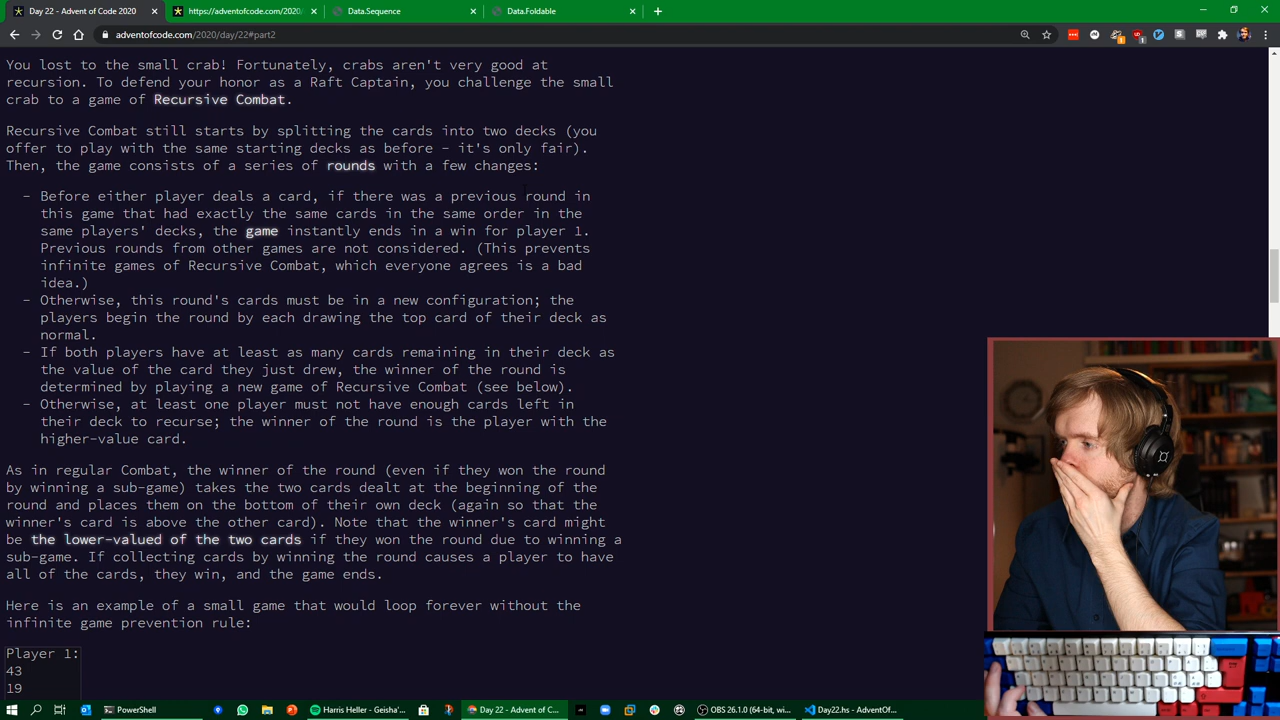 Day 22 - Advent of Code 2020
https://adventofcode.com/2020/
Data.Sequence
Data.Foldable
adventofcode.com/2020/day/22#part2
You lost to the small crab! Fortunately, crabs aren't very good at
recursion. To defend your honor as a Raft Captain, you challenge the small
crab to a game of Recursive Combat.
Recursive Combat still starts by splitting the cards into two decks (you
offer to play with the same starting decks as before - it's only fair).
Then, the game consists of a series of rounds with a few changes:
- Before either player deals a card, if there was a previous round in
this game that had exactly the same cards in the same order in the
same players' decks, the game instantly ends in a win for player 1.
Previous rounds from other games are not considered. (This prevents
infinite games of Recursive Combat, which everyone agrees is a bad
idea.)
- Otherwise, this round's cards must be in a new configuration; the
players begin the round by each drawing the top card of their deck as
normal.
- If both players have at least as many cards remaining in their deck as
the value of the card they just drew, the winner of the round is
determined by playing a new game of Recursive Combat (see below).
- Otherwise, at least one player must not have enough cards left in
their deck to recurse; the winner of the round is the player with the
higher-value card.
As in regular Combat, the winner of the round (even if they won the round
by winning a sub-game) takes the two cards dealt at the beginning of the
round and places them on the bottom of their own deck (again so that the
winner's card is above the other card). Note that the winner's card might
be the lower-valued of the two cards if they won the round due to winning a
sub-game. If collecting cards by winning the round causes a player to have
all of the cards, they win, and the game ends.
Here is an example of a small game that would loop forever without the
infinite game prevention rule:
Player 1:
43
19
PowerShell
Harris Heller - Geisha'...
Day 22 - Advent of C...
OBS 26.1.0 (64-bit, wi...
Day22.hs - AdventOf...